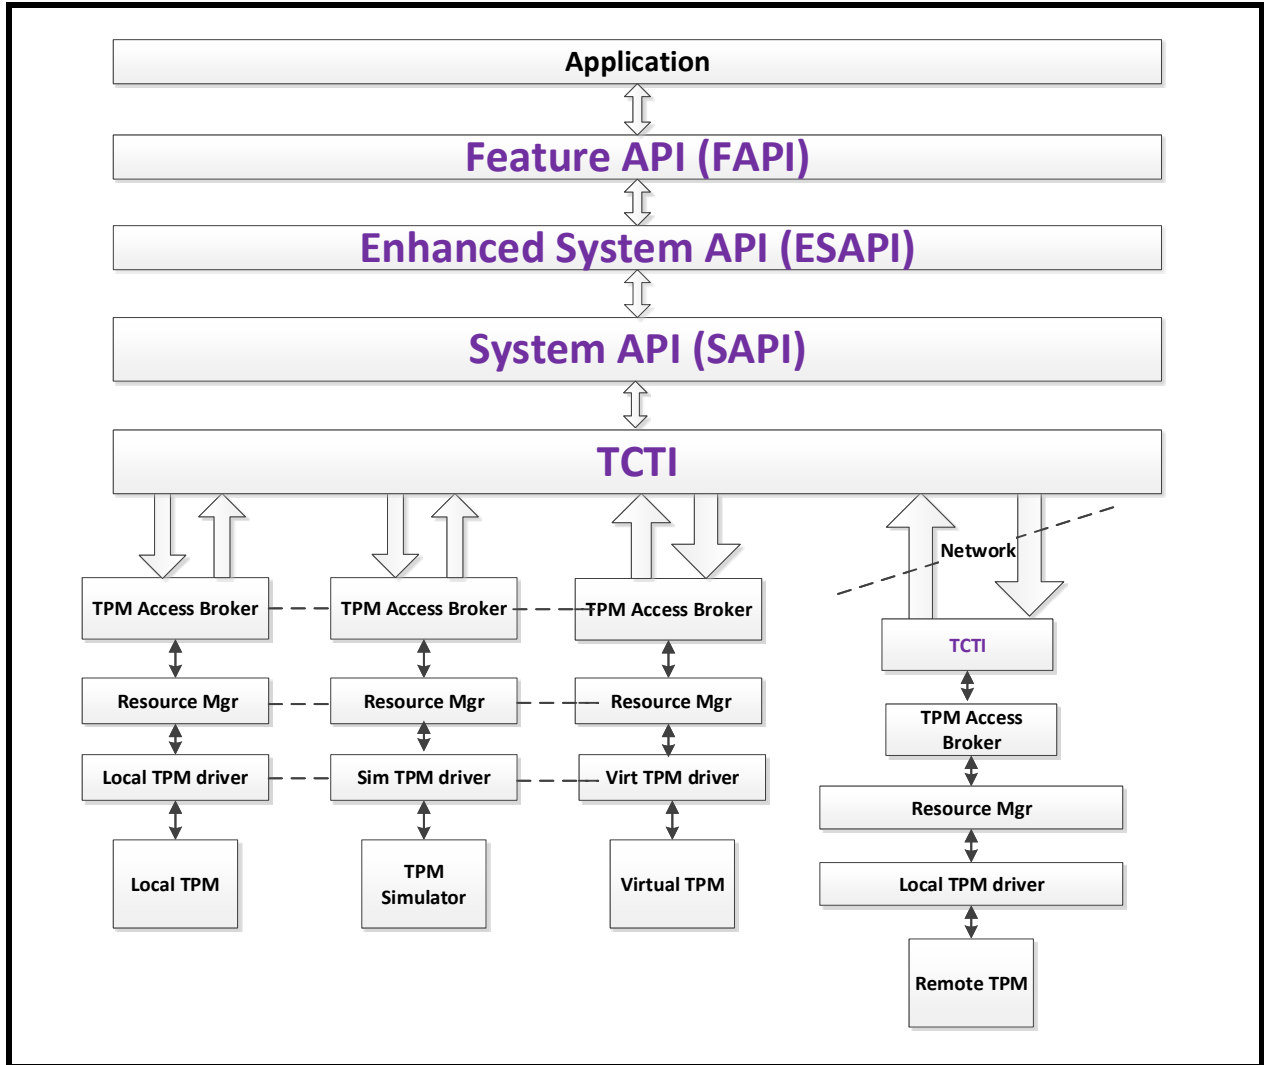 Application
Feature API (FAPI)
Enhanced System API (ESAPI)
System API (SAPI)
TCTI
Network
TPM Access Broker
TPM Access Broker
TPM Access Broker
TCTI
Resource Mgr
Resource Mgr
Resource Mgr
TPM Access
Broker
Local TPM driver
Sim TPM driver
Virt TPM driver
Resource Mgr
Local TPM
TPM
Simulator
Virtual TPM
Local TPM driver
Remote TPM